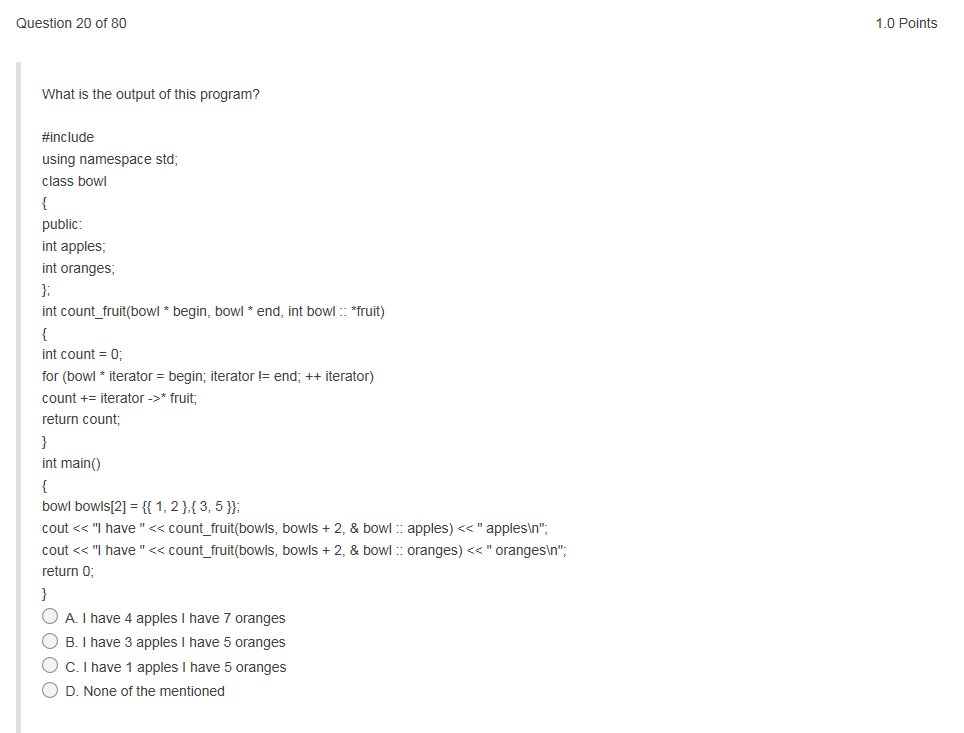 Question 20 of 80
1.0 Points
What is the output of this program?
#include
using namespace std;
class bowl
{
public:
int apples;
int oranges;
};
int count_fruit(bowl * begin, bowl * end, int bowl :: *fruit)
{
int count = 0;
for (bowl * iterator = begin; iterator != end; ++ iterator)
count += iterator ->* fruit;
return count;
}
int main()
{
bowl bowls[2] = {{ 1, 2 },{ 3, 5 }};
cout << "I have " << count_fruit(bowls, bowls + 2, & bowl :: apples) << " apples\n";
cout << "I have " << count_fruit(bowls, bowls + 2, & bowl :: oranges) << " oranges\n";
return 0;
}
A. I have 4 apples I have 7 oranges
B. I have 3 apples I have 5 oranges
C. I have 1 apples I have 5 oranges
D. None of the mentioned